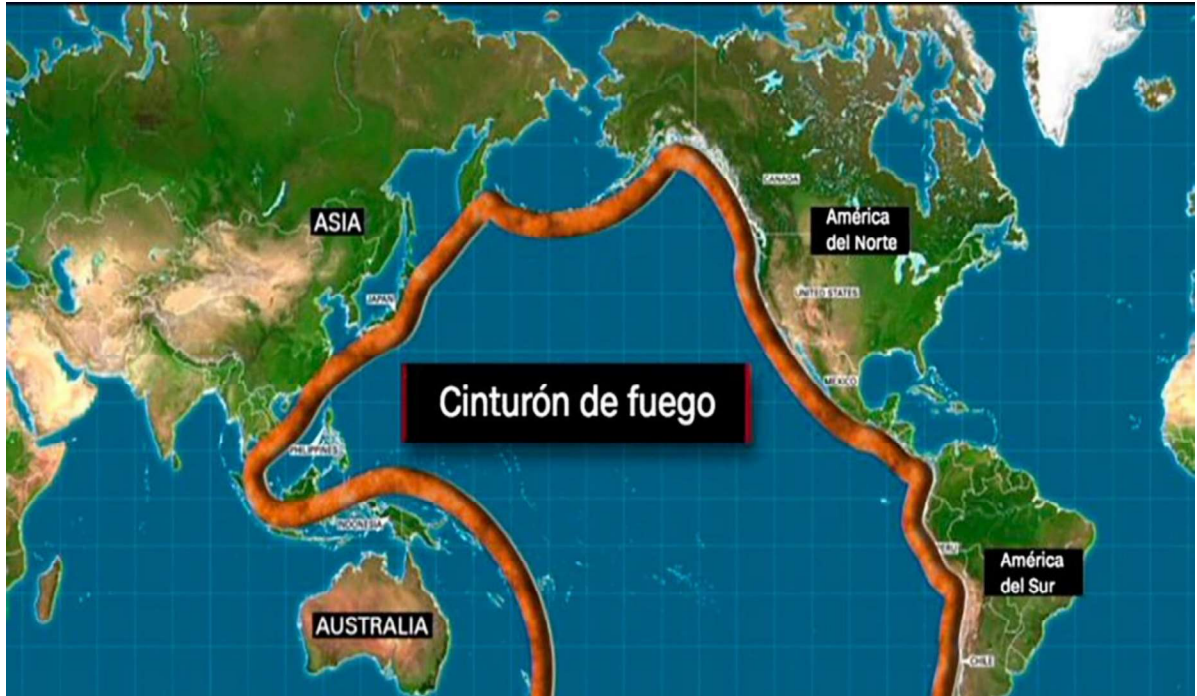 ASIA
América
del Norte
CANADA
JAPAN
UNITED STATES
Cinturón de fuego
MEXICO
PHILIPPINES
INDONESIA
PERU
América
del Sur
AUSTRALIA
CHILE